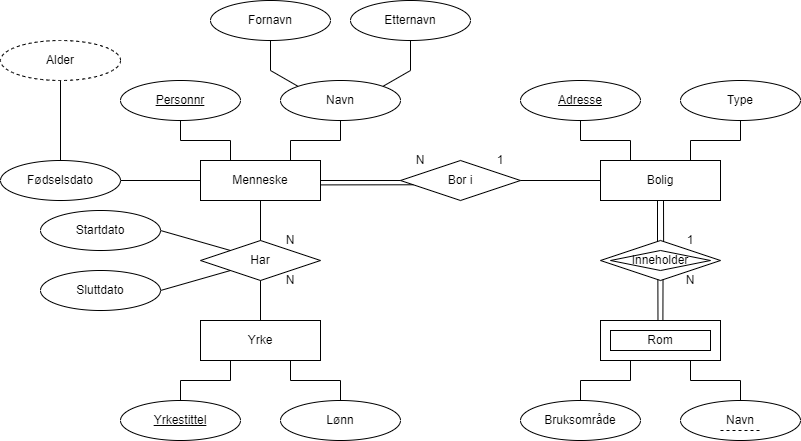 Fornavn
Etternavn
Alder
Personnr
Navn
Adresse
Type
Fødselsdato
Menneske
N
Bor i
1
Bolig
Startdato
N
Har
N
Sluttdato
1
Inneholder
N
Yrke
Rom
Yrkestittel
Lønn
Bruksområde
Navn